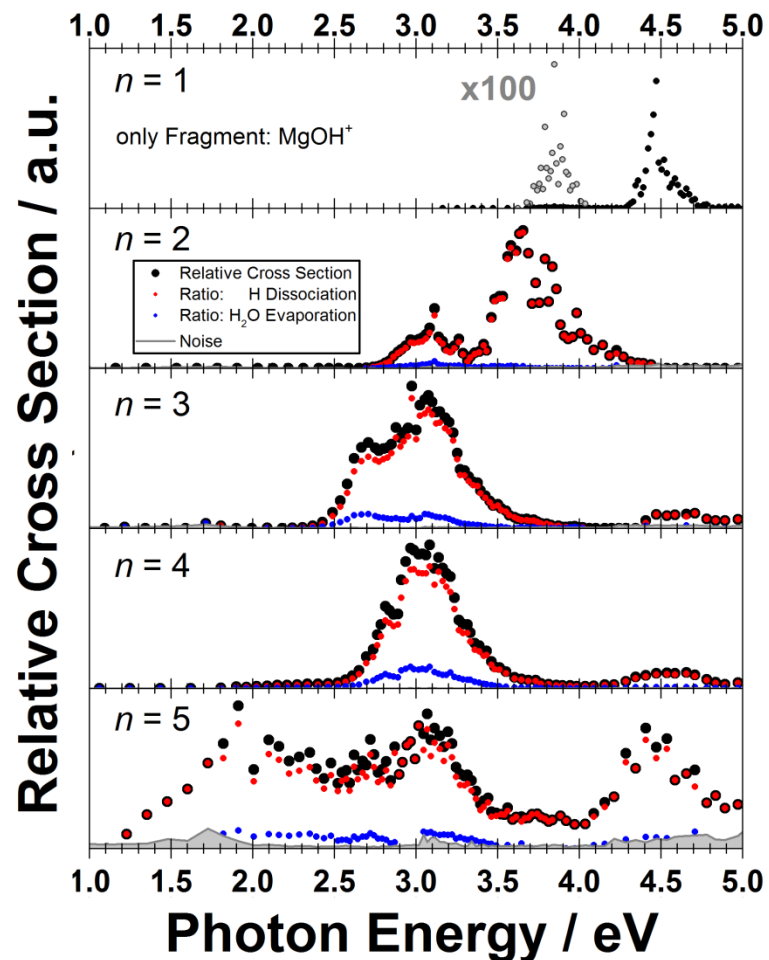 1.0 1.5 2.0 2.5 3.0 3.5 4.0 4.5 5.0
n = 1
x100
only Fragment: MgOH⁺
n = 2
Relative Cross Section
Ratio: H Dissociation
Ratio: H₂O Evaporation
Noise
n = 3
n = 4
n = 5
1.0 1.5 2.0 2.5 3.0 3.5 4.0 4.5 5.0
Photon Energy / eV
Relative Cross Section / a.u.